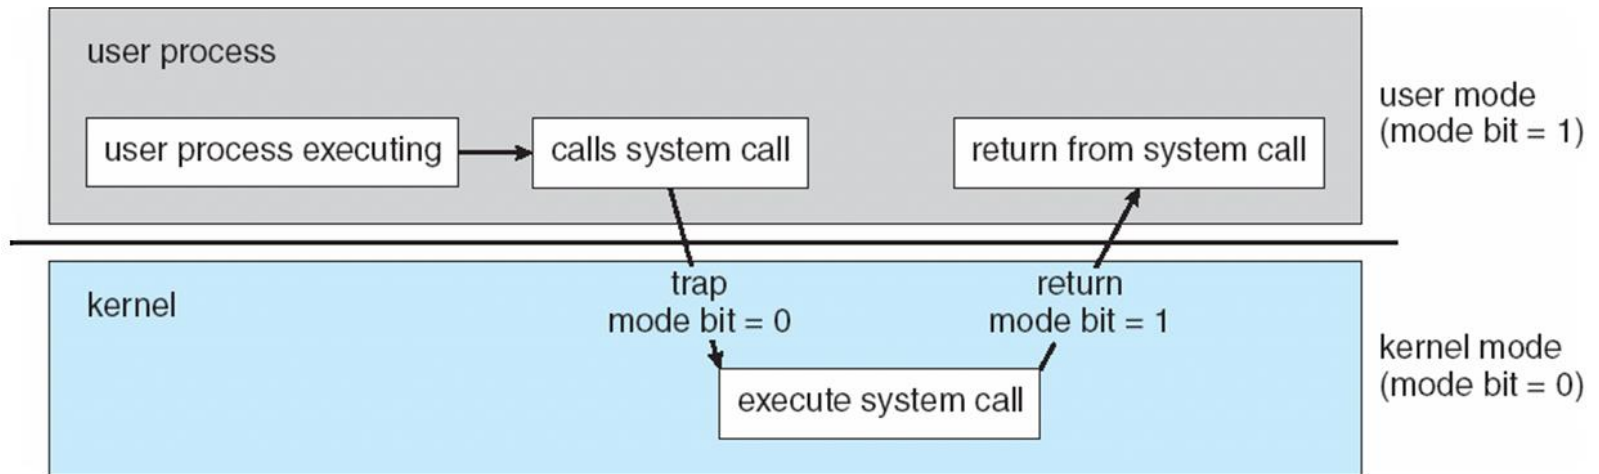 user process
user process executing
calls system call
return from system call
user mode
(mode bit = 1)
kernel
trap
mode bit = 0
return
mode bit = 1
execute system call
kernel mode
(mode bit = 0)